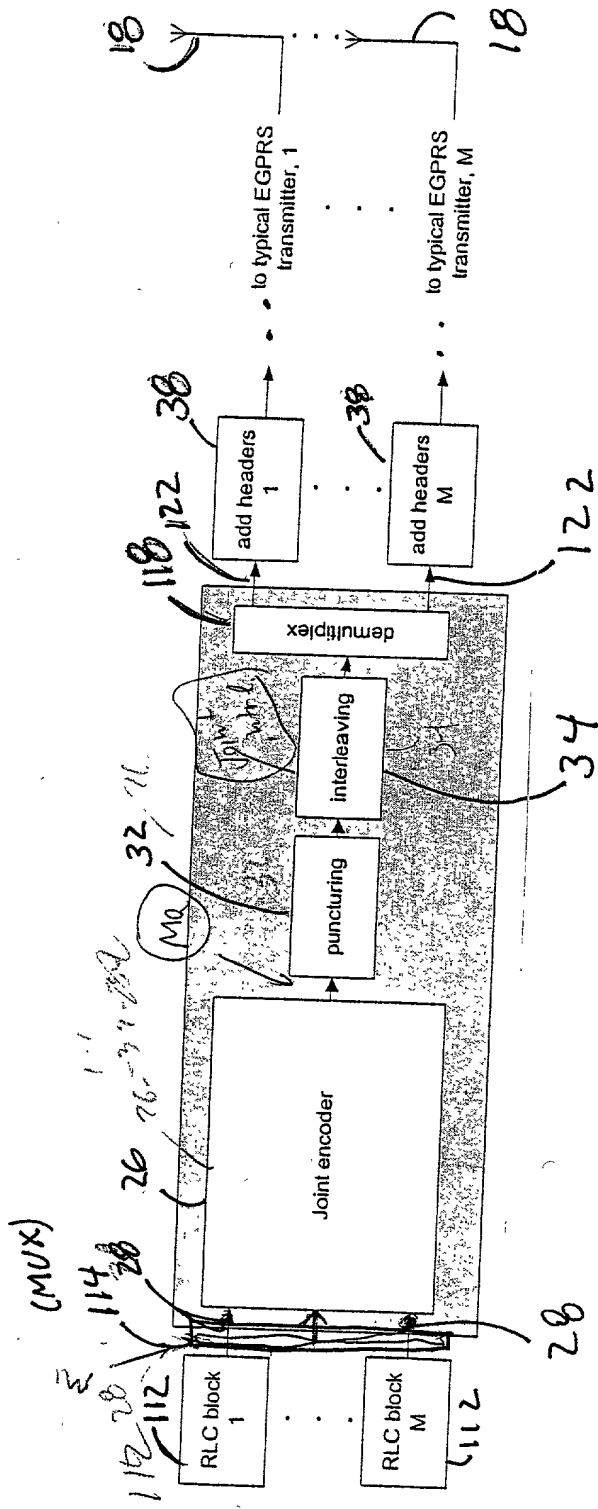 (MUX)
114
28
112
RLC block
1
. . .
RLC block
M
112
28
26
Joint encoder
Ma
32
puncturing
Joint
interleaving
34
118
demultiplex
122
122
38
add headers
1
. . .
38
add headers
M
to typical EGPRS
transmitter, 1
. . .
to typical EGPRS
transmitter, M
18
. . .
18